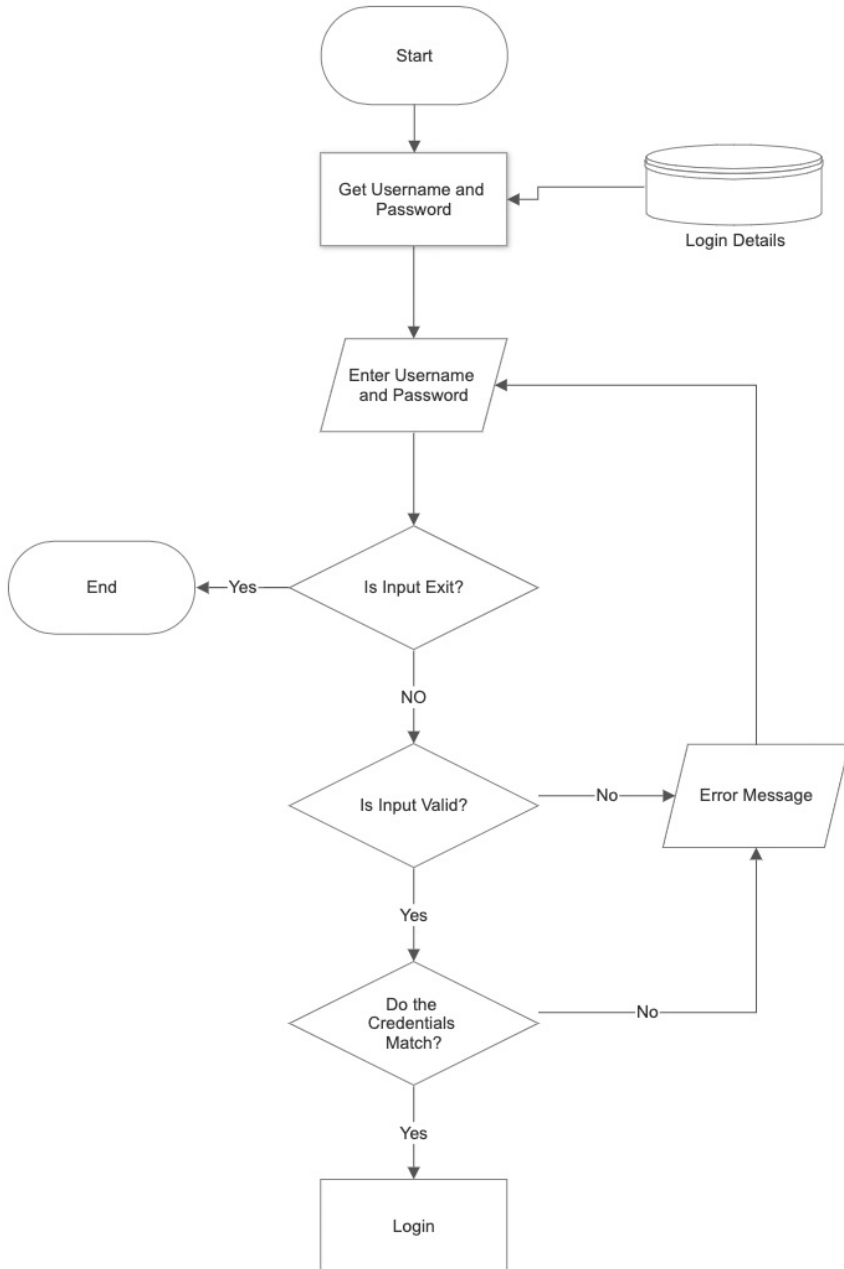 Start
Get Username and
Password
Login Details
Enter Username
and Password
Is Input Exit?
Yes
End
NO
Is Input Valid?
No
Error Message
Yes
Do the
Credentials
Match?
No
Yes
Login